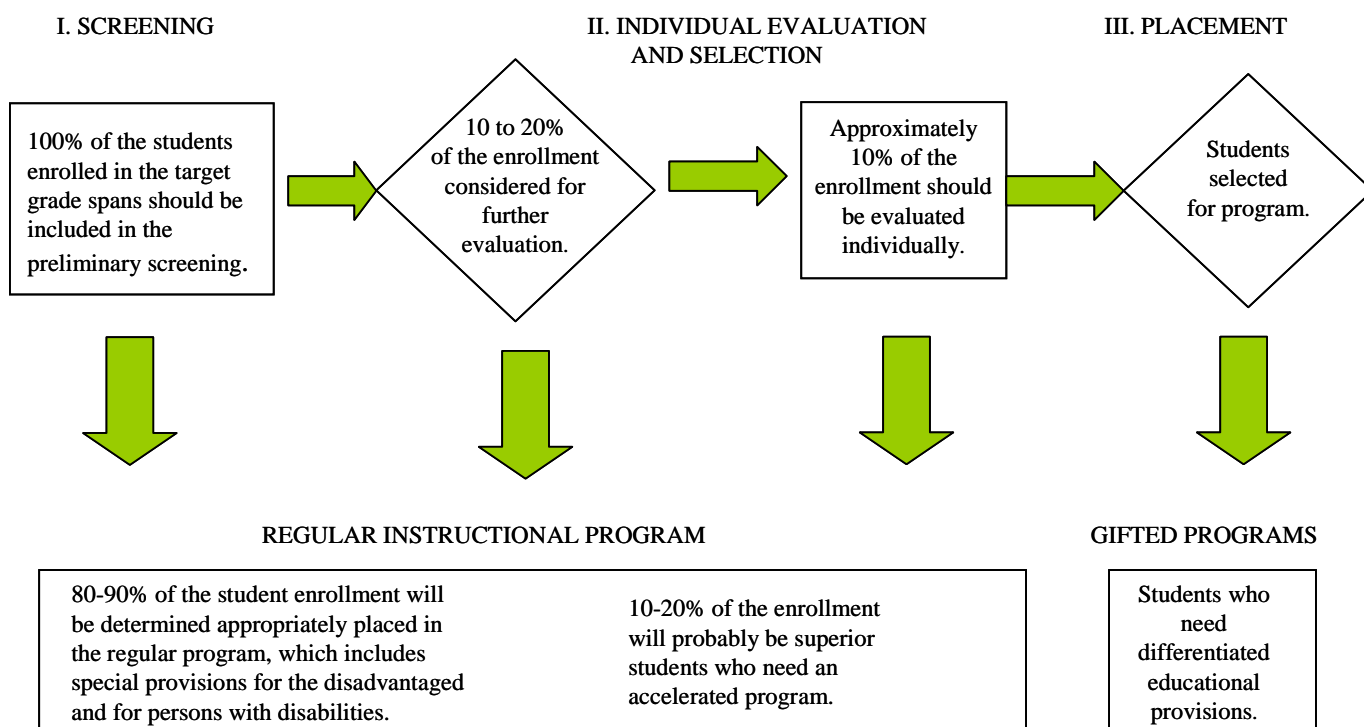 I. SCREENING
II. INDIVIDUAL EVALUATION
AND SELECTION
III. PLACEMENT
100% of the students
enrolled in the target
grade spans should be
included in the
preliminary screening.
10 to 20%
of the enrollment
considered for
further
evaluation.
Approximately
10% of the
enrollment should
be evaluated
individually.
Students
selected
for program.
REGULAR INSTRUCTIONAL PROGRAM
GIFTED PROGRAMS
80-90% of the student enrollment will
be determined appropriately placed in
the regular program, which includes
special provisions for the disadvantaged
and for persons with disabilities.
10-20% of the enrollment
will probably be superior
students who need an
accelerated program.
Students who
need
differentiated
educational
provisions.